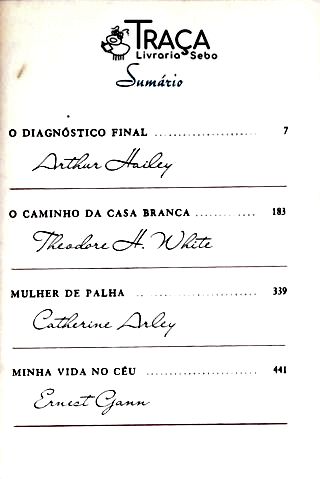 TRAÇA
Livraria Sebo
Sumário
O DIAGNÓSTICO FINAL ...................... 7
Arthur Hailey
O CAMINHO DA CASA BRANCA ............. 183
Theodore H. White
MULHER DE PALHA .......................... 339
Catherine Arley
MINHA VIDA NO CÉU ........................ 441
Ernest Gann